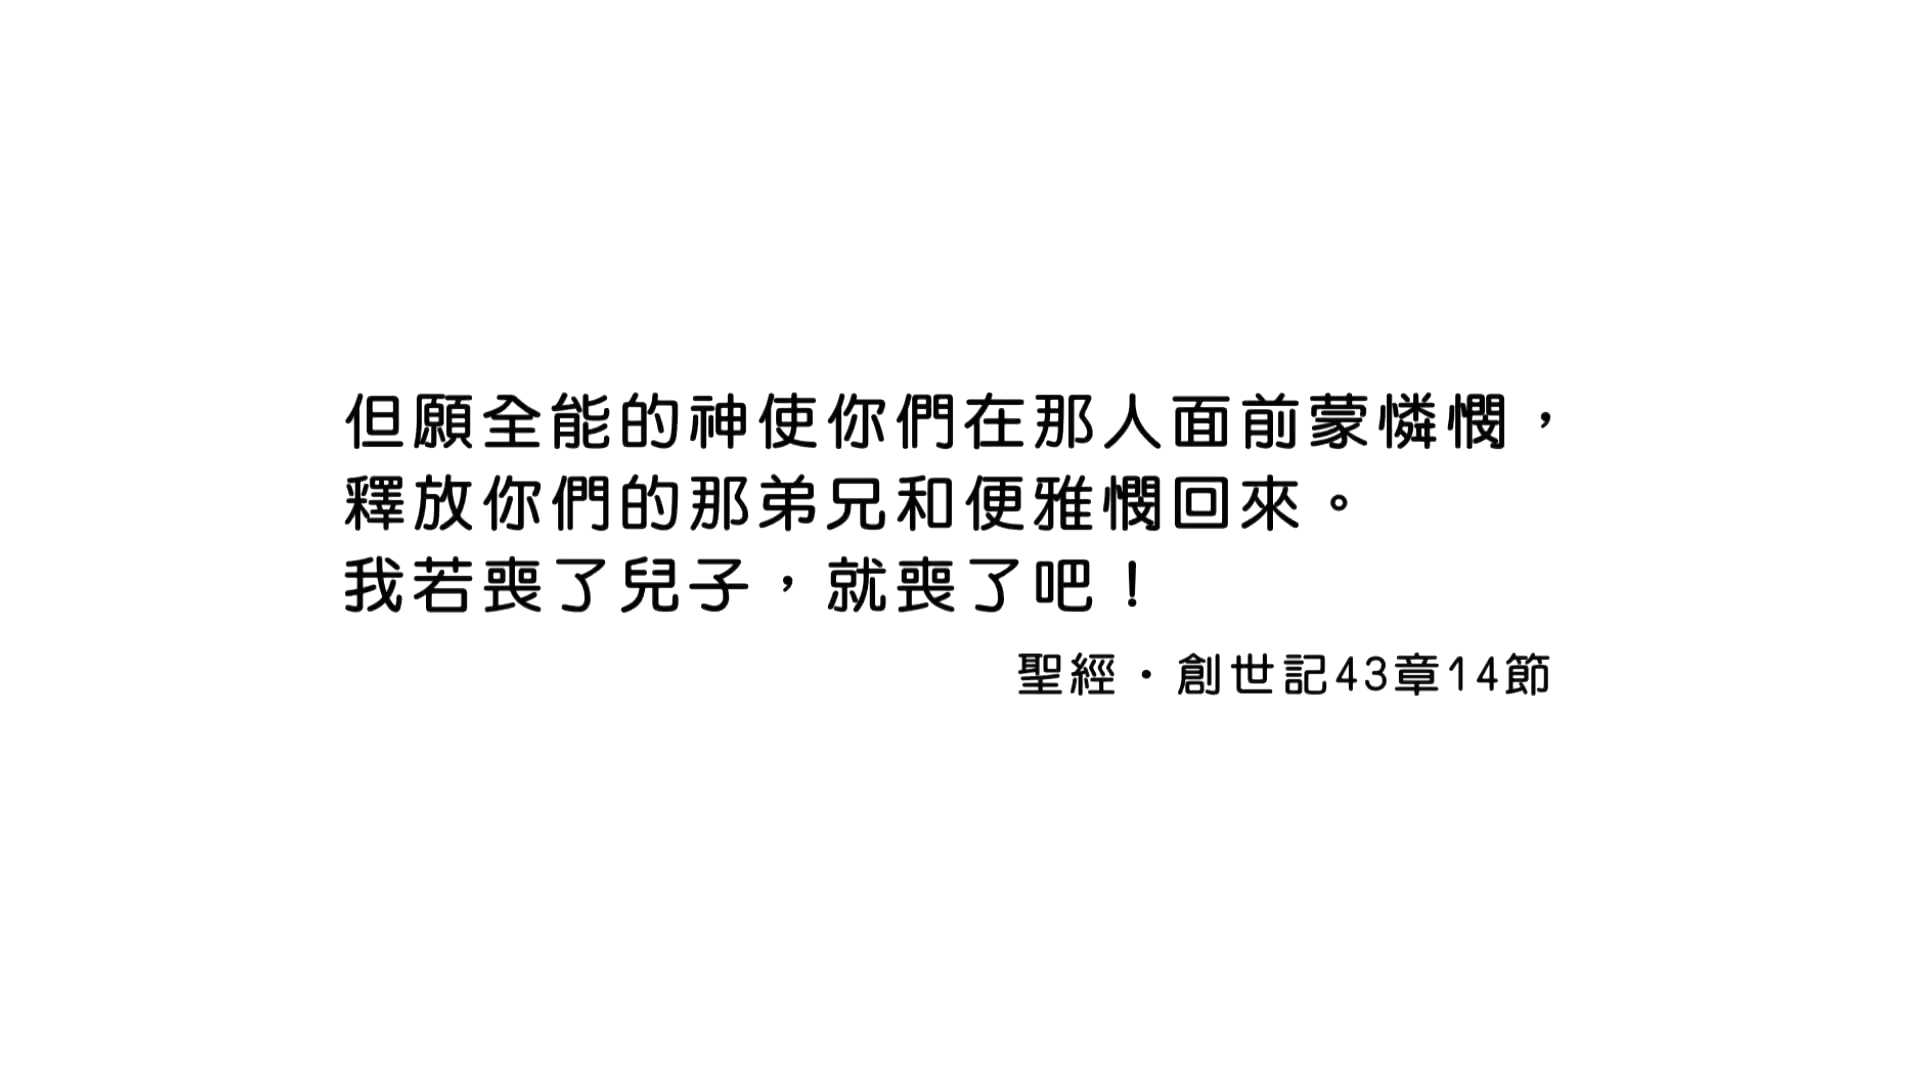 但願全能的神使你們在那人面前蒙憐憫，
釋放你們的那弟兄和便雅憫回來。
我若喪了兒子，就喪了吧！
聖經・創世記43章14節